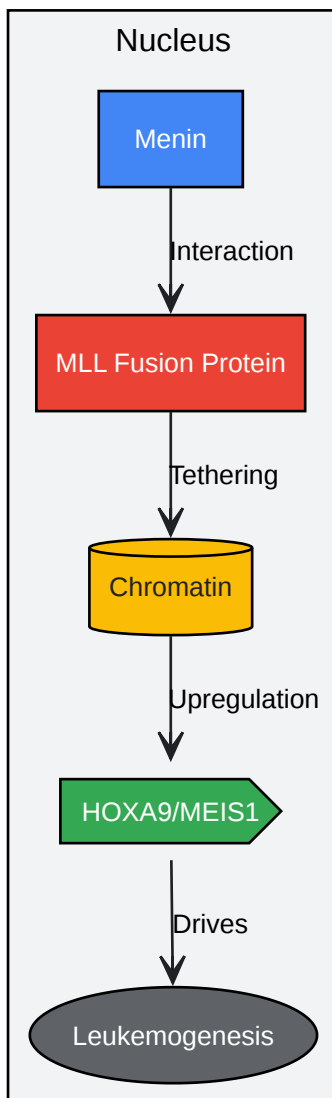 Nucleus
Menin
Interaction
MLL Fusion Protein
Tethering
Chromatin
Upregulation
HOXA9/MEIS1
Drives
Leukemogenesis